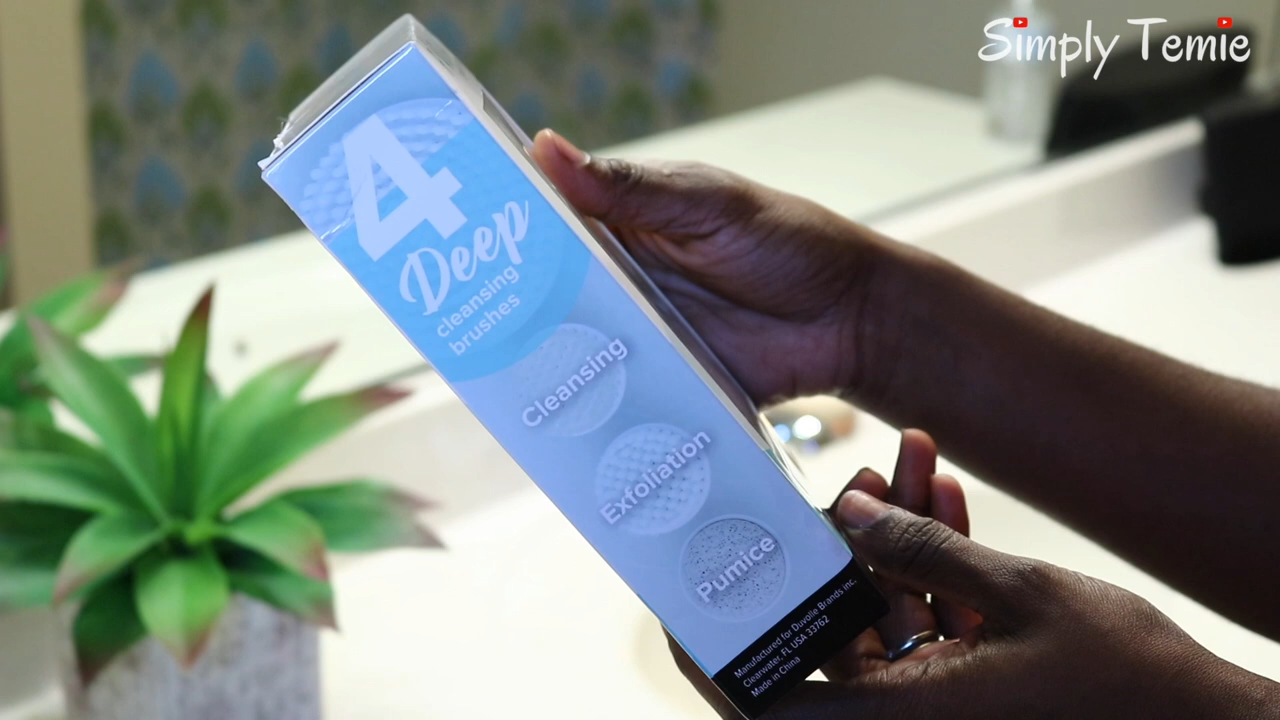 Simply Temie
4
Deep
cleansing
brushes
Cleansing
Exfoliation
Pumice
Manufactured for Duvolle Brands inc.
Clearwater, FL USA 33762
Made in China